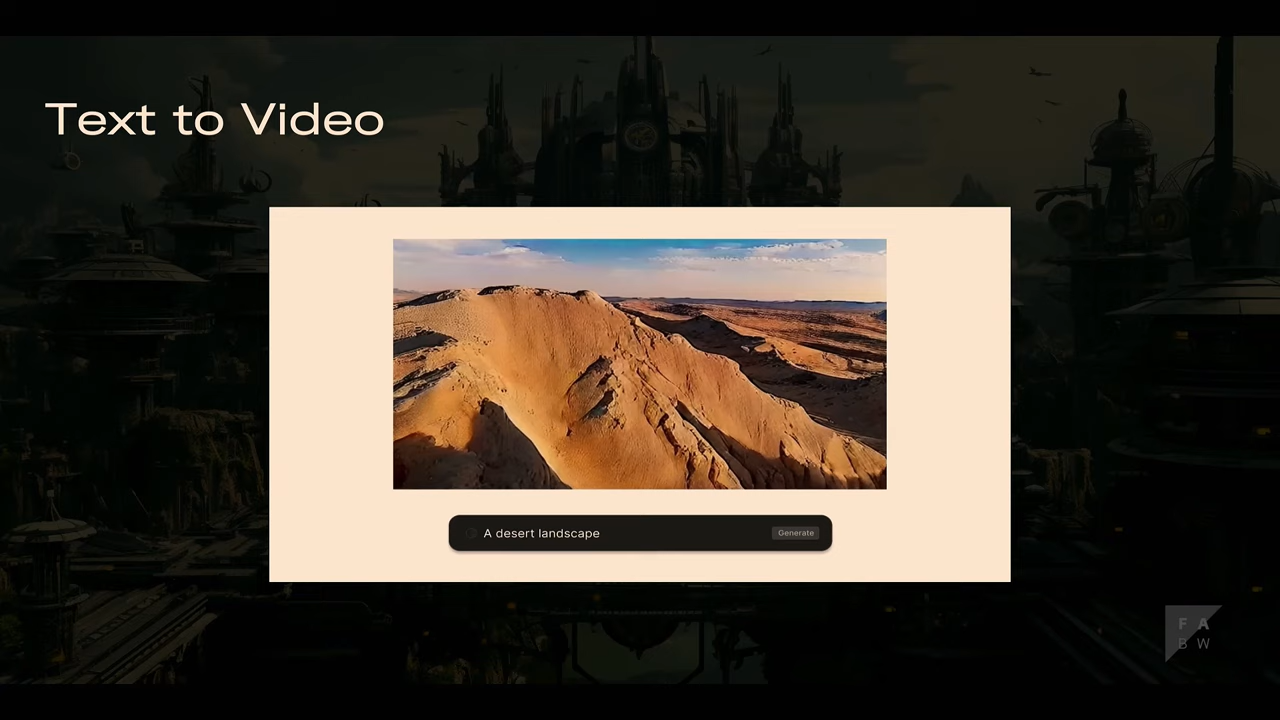 Text to Video
A desert landscape
Generate
F A
B W